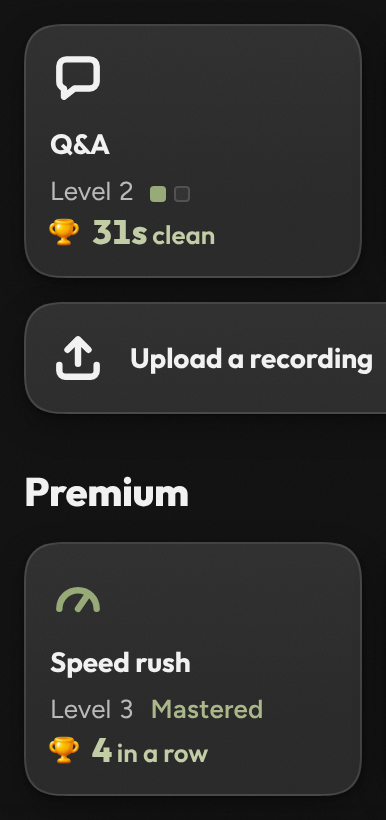 Q&A
Level 2
31s clean
Upload a recording
Premium
Speed rush
Level 3 Mastered
4 in a row